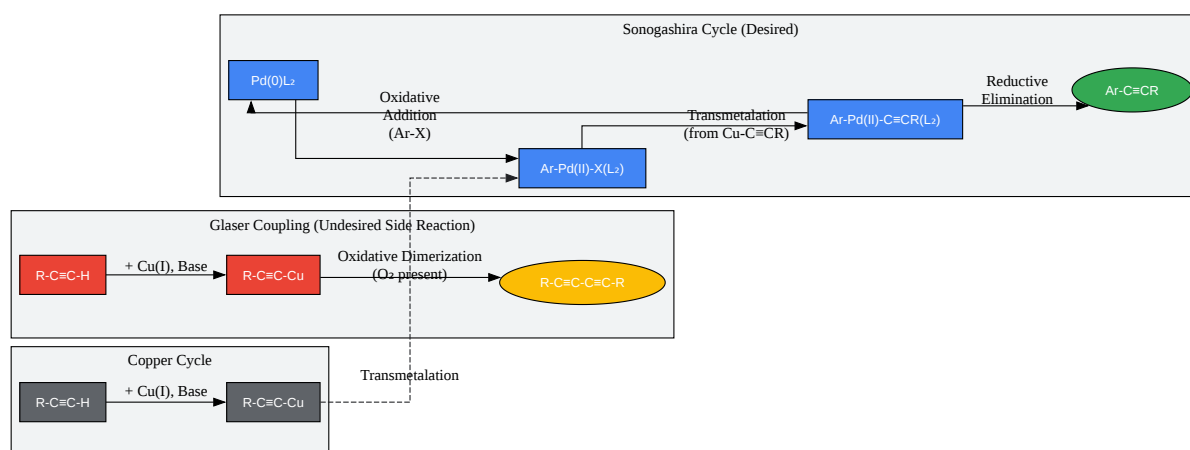 Sonogashira Cycle (Desired)
Pd(0)L₂
Oxidative
Addition
(Ar-X)
Transmetalation
(from Cu-C≡CR)
Ar-Pd(II)-X(L₂)
Ar-Pd(II)-C≡CR(L₂)
Reductive
Elimination
Ar-C≡CR
Glaser Coupling (Undesired Side Reaction)
R-C≡C-H
+ Cu(I), Base
R-C≡C-Cu
Oxidative Dimerization
(O₂ present)
R-C≡C-C≡C-R
Copper Cycle
R-C≡C-H
+ Cu(I), Base
R-C≡C-Cu
Transmetalation